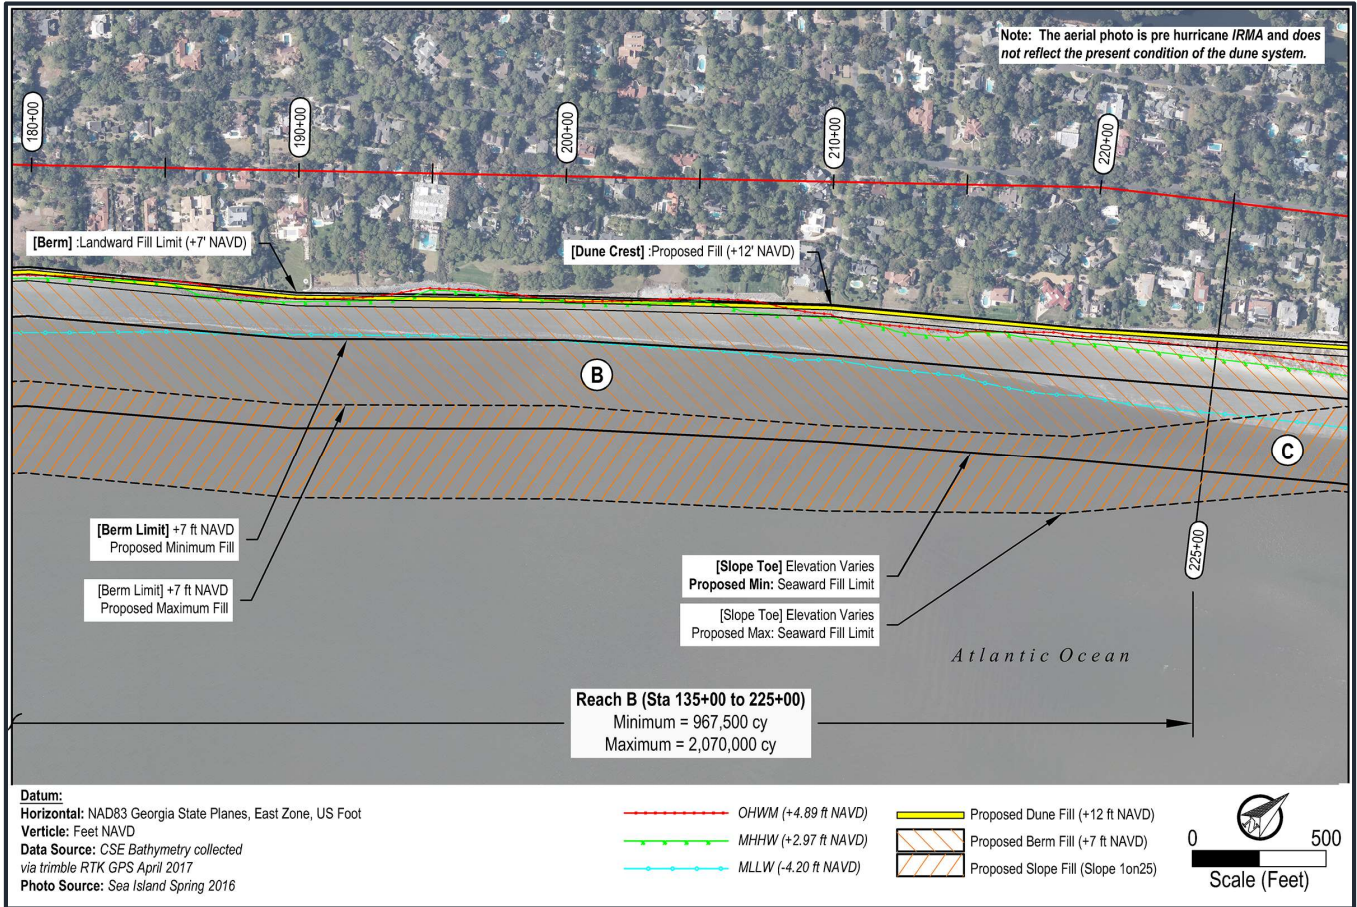 Note: The aerial photo is pre hurricane IRMA and does
not reflect the present condition of the dune system.
180+00
190+00
200+00
210+00
220+00
[Berm] :Landward Fill Limit (+7' NAVD)
[Dune Crest] :Proposed Fill (+12' NAVD)
B
C
[Berm Limit] +7 ft NAVD
Proposed Minimum Fill
[Berm Limit] +7 ft NAVD
Proposed Maximum Fill
[Slope Toe] Elevation Varies
Proposed Min: Seaward Fill Limit
[Slope Toe] Elevation Varies
Proposed Max: Seaward Fill Limit
225+00
Atlantic Ocean
Reach B (Sta 135+00 to 225+00)
Minimum = 967,500 cy
Maximum = 2,070,000 cy
Datum:
Horizontal: NAD83 Georgia State Planes, East Zone, US Foot
Verticle: Feet NAVD
Data Source: CSE Bathymetry collected
via trimble RTK GPS April 2017
Photo Source: Sea Island Spring 2016
OHWM (+4.89 ft NAVD)
MHHW (+2.97 ft NAVD)
MLLW (-4.20 ft NAVD)
Proposed Dune Fill (+12 ft NAVD)
Proposed Berm Fill (+7 ft NAVD)
Proposed Slope Fill (Slope 1on25)
0 500
Scale (Feet)